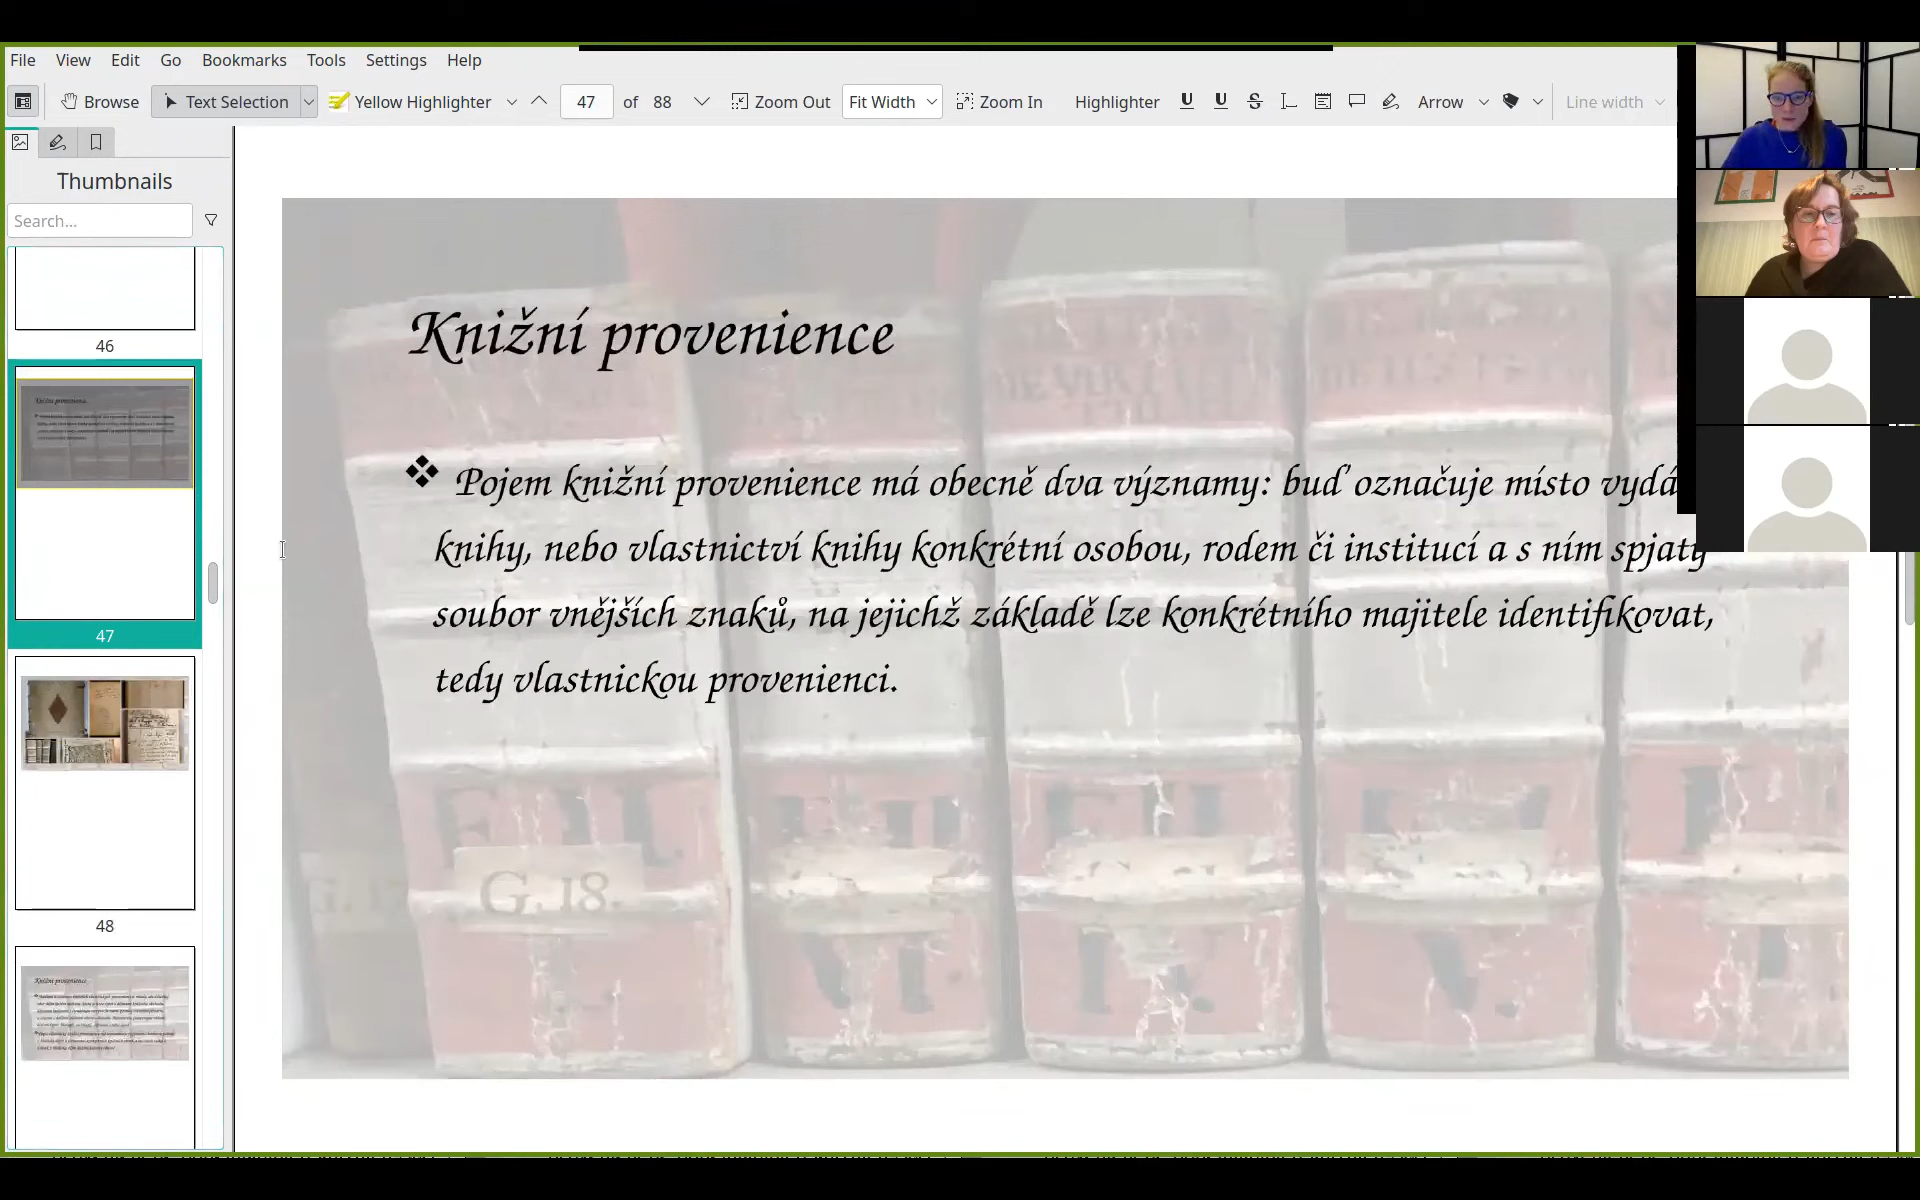 File View Edit Go Bookmarks Tools Settings Help
Browse Text Selection Yellow Highlighter 47 of 88 Zoom Out Fit Width Zoom In Highlighter Arrow Line width
Thumbnails
Search...
46
47
48
Knižní provenience
Pojem knižní provenience má obecně dva významy: buď označuje místo vydá
knihy, nebo vlastnictví knihy konkrétní osobou, rodem či institucí a s ním spjatý
soubor vnějších znaků, na jejichž základě lze konkrétního majitele identifikovat,
tedy vlastnickou provenienci.
G. 18.
Knižní provenience